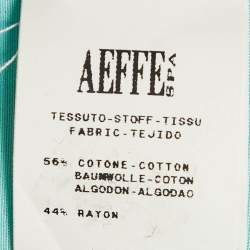 AEFFE SPA
TESSUTO-STOFF-TISSU
FABRIC-TEJIDO
56% COTONE-COTTON
BAUMWOLLE-COTON
ALGODON-ALGODAO
44% RAYON